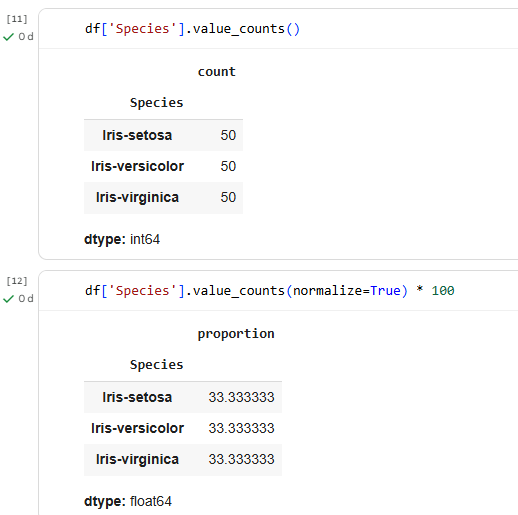 [11]
0 d
df['Species'].value_counts()
count
Species
Iris-setosa 50
Iris-versicolor 50
Iris-virginica 50
dtype: int64
[12]
0 d
df['Species'].value_counts(normalize=True) * 100
proportion
Species
Iris-setosa 33.333333
Iris-versicolor 33.333333
Iris-virginica 33.333333
dtype: float64